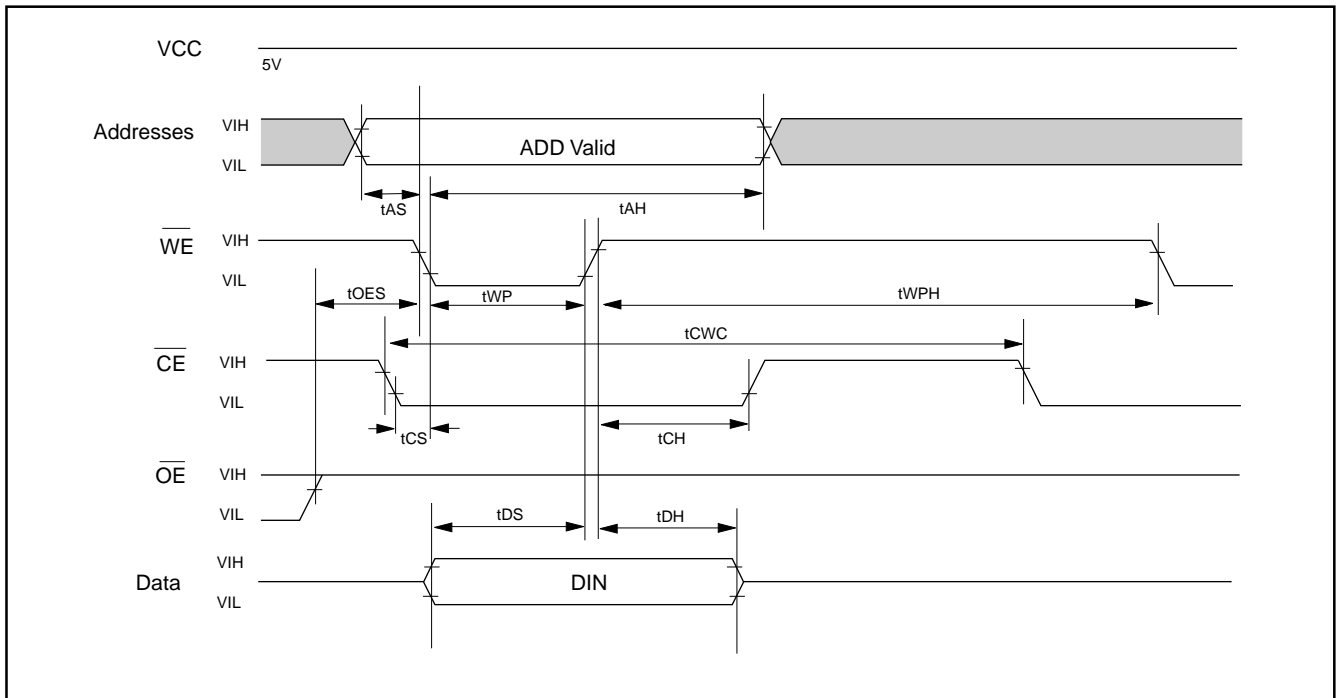 VCC
5V
Addresses
VIH
ADD Valid
VIL
tAS
tAH
WE
VIH
VIL
tOES
tWP
tWPH
tCWC
CE
VIH
VIL
tCS
tCH
OE
VIH
VIL
tDS
tDH
Data
VIH
DIN
VIL